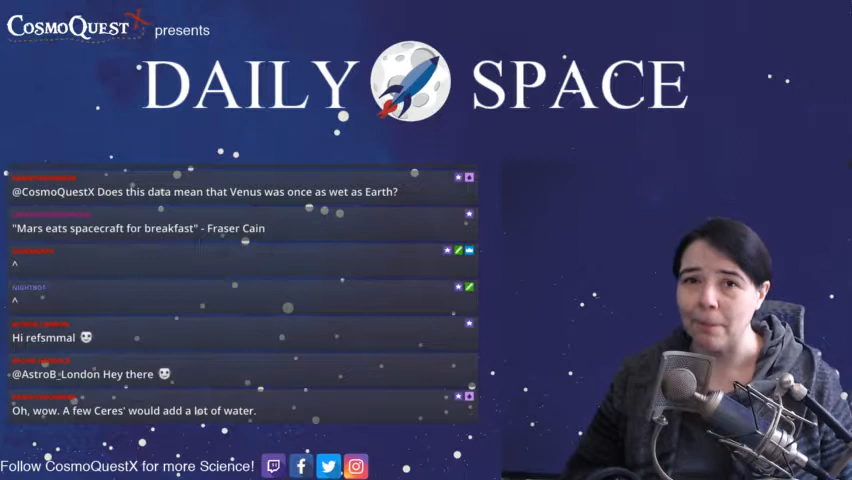 COSMOQUESTX presents
DAILY SPACE
@CosmoQuestX Does this data mean that Venus was once as wet as Earth?
"Mars eats spacecraft for breakfast" - Fraser Cain
^
NIGHTBOT
^
Hi refsmmal
@AstroB_London Hey there
Oh, wow. A few Ceres' would add a lot of water.
Follow CosmoQuestX for more Science!